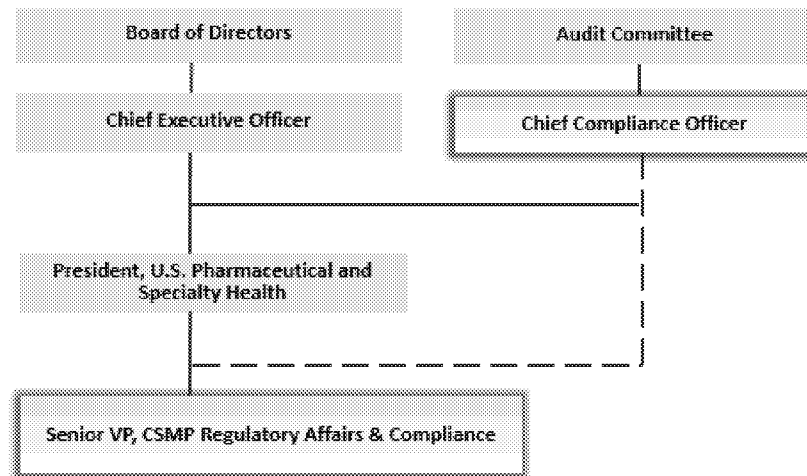 Board of Directors
Audit Committee
Chief Executive Officer
Chief Compliance Officer
President, U.S. Pharmaceutical and
Specialty Health
Senior VP, CSMP Regulatory Affairs & Compliance